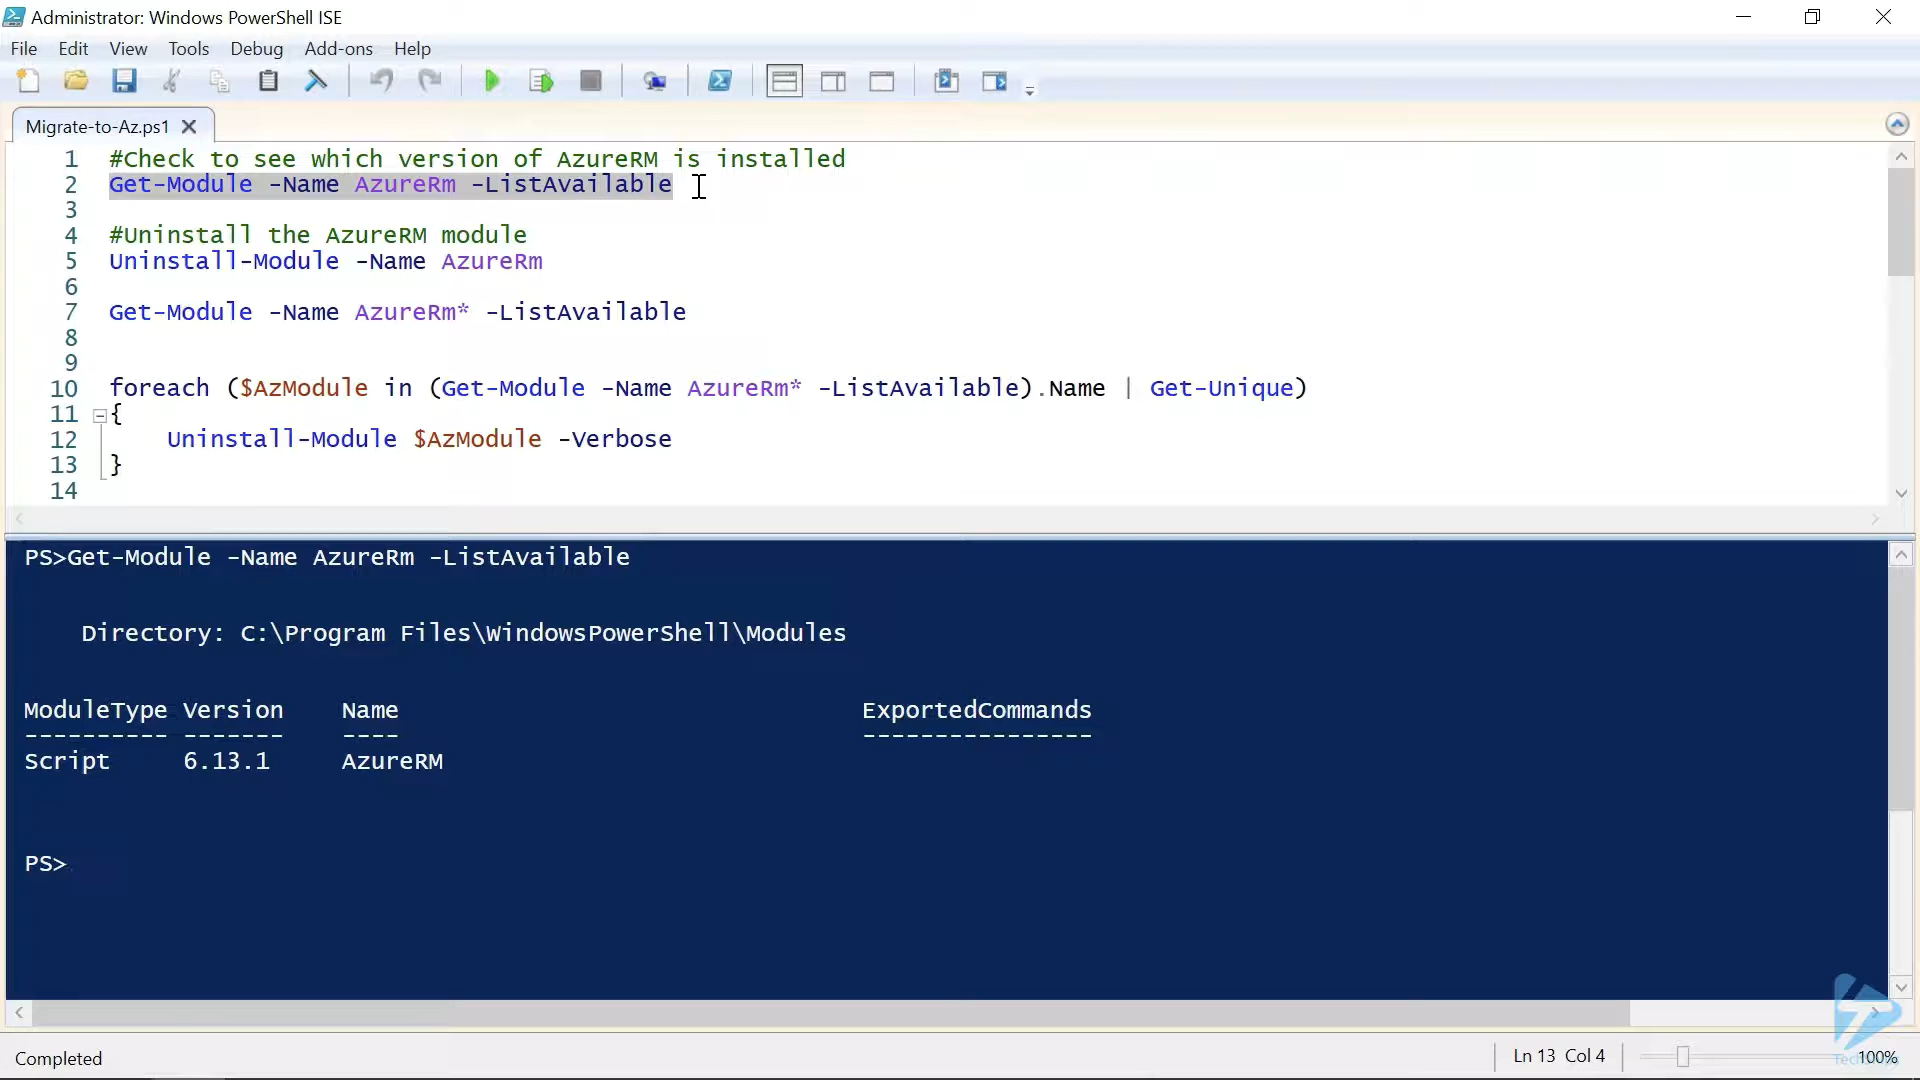 Administrator: Windows PowerShell ISE
File Edit View Tools Debug Add-ons Help
Migrate-to-Az.ps1
1 #Check to see which version of AzureRM is installed
2 Get-Module -Name AzureRm -ListAvailable
3
4 #Uninstall the AzureRM module
5 Uninstall-Module -Name AzureRm
6
7 Get-Module -Name AzureRm* -ListAvailable
8
9
10 foreach ($AzModule in (Get-Module -Name AzureRm* -ListAvailable).Name | Get-Unique)
11 {
12 Uninstall-Module $AzModule -Verbose
13 }
14
PS>Get-Module -Name AzureRm -ListAvailable
Directory: C:\Program Files\WindowsPowerShell\Modules
ModuleType Version Name ExportedCommands
---------- ------- ---- ----------------
Script 6.13.1 AzureRM
PS>
Completed Ln 13 Col 4 100%